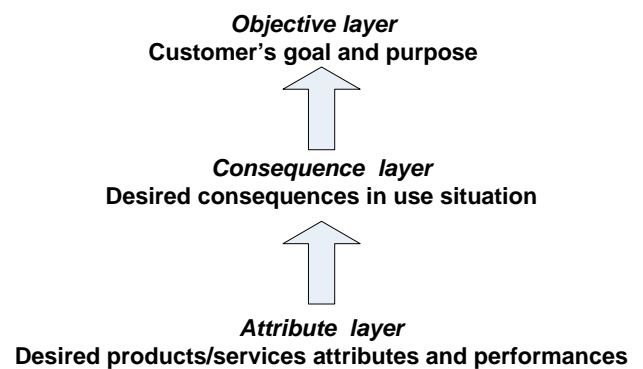 Objective layer
Customer's goal and purpose
Consequence layer
Desired consequences in use situation
Attribute layer
Desired products/services attributes and performances